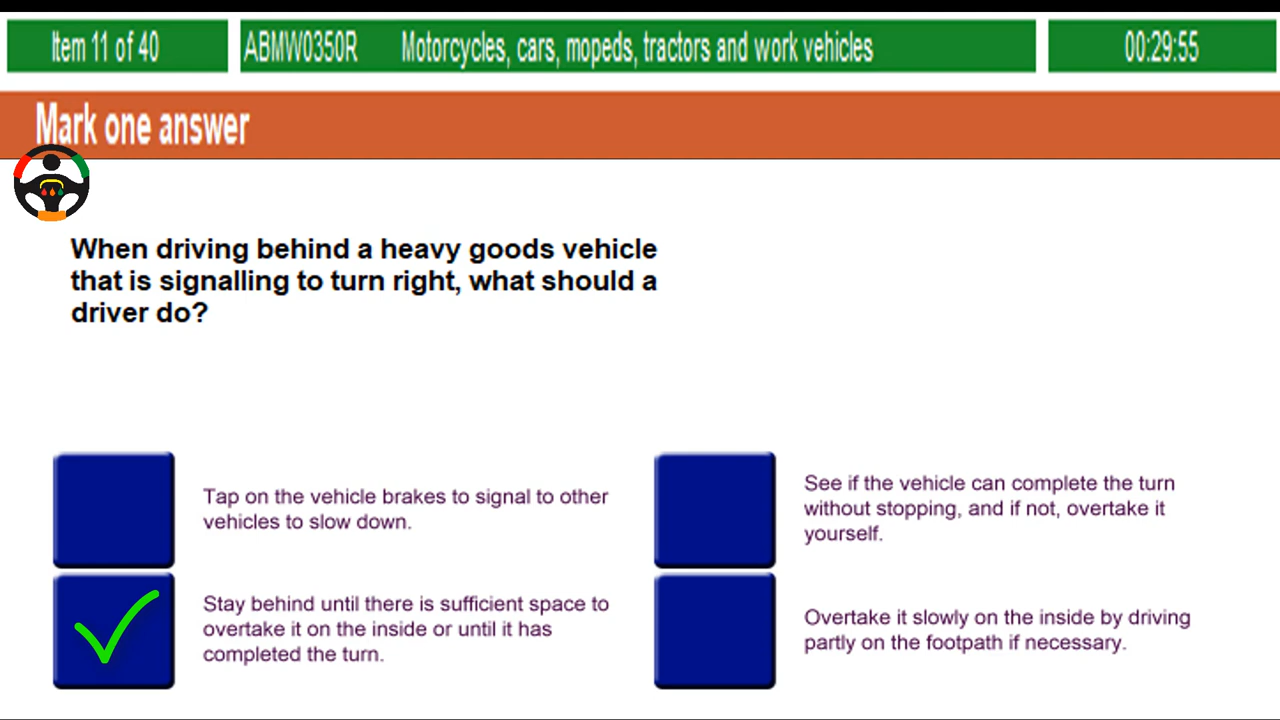 Item 11 of 40
ABMW0350R Motorcycles, cars, mopeds, tractors and work vehicles
00:29:55
Mark one answer
When driving behind a heavy goods vehicle
that is signalling to turn right, what should a
driver do?
Tap on the vehicle brakes to signal to other
vehicles to slow down.
See if the vehicle can complete the turn
without stopping, and if not, overtake it
yourself.
Stay behind until there is sufficient space to
overtake it on the inside or until it has
completed the turn.
Overtake it slowly on the inside by driving
partly on the footpath if necessary.